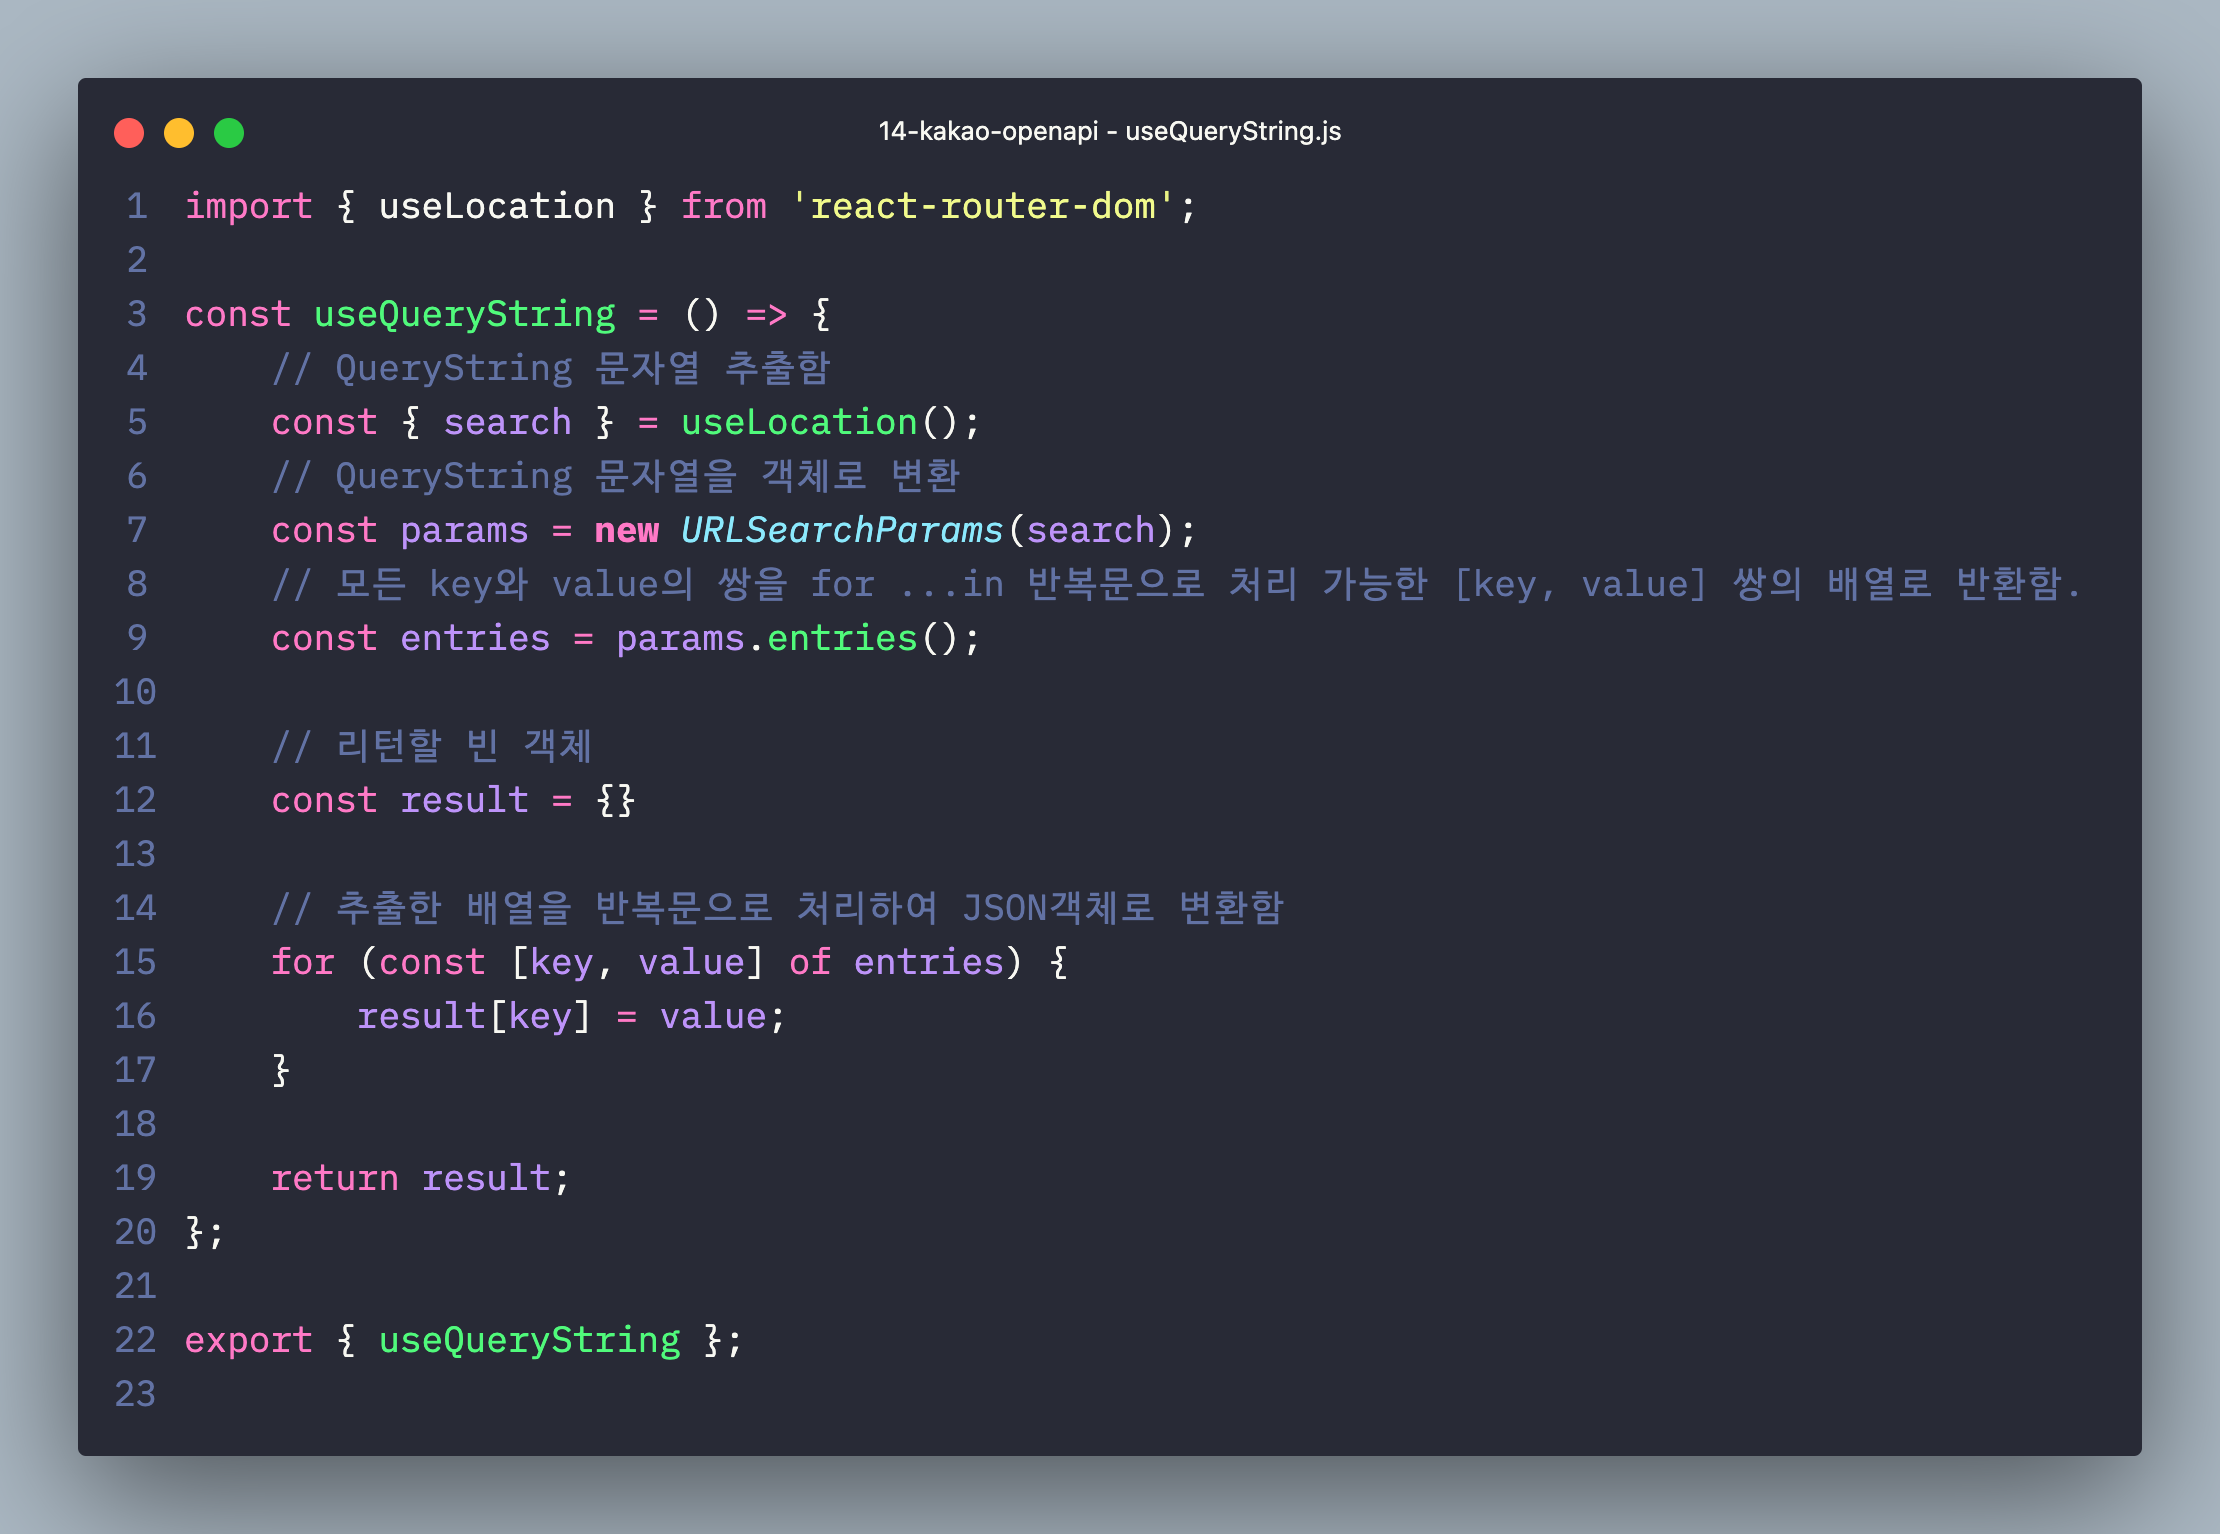 14-kakao-openapi - useQueryString.js
1 import { useLocation } from 'react-router-dom';
2
3 const useQueryString = () => {
4     // QueryString 문자열 추출함
5     const { search } = useLocation();
6     // QueryString 문자열을 객체로 변환
7     const params = new URLSearchParams(search);
8     // 모든 key와 value의 쌍을 for ...in 반복문으로 처리 가능한 [key, value] 쌍의 배열로 반환함.
9     const entries = params.entries();
10
11     // 리턴할 빈 객체
12     const result = {}
13
14     // 추출한 배열을 반복문으로 처리하여 JSON객체로 변환함
15     for (const [key, value] of entries) {
16         result[key] = value;
17     }
18
19     return result;
20 };
21
22 export { useQueryString };
23